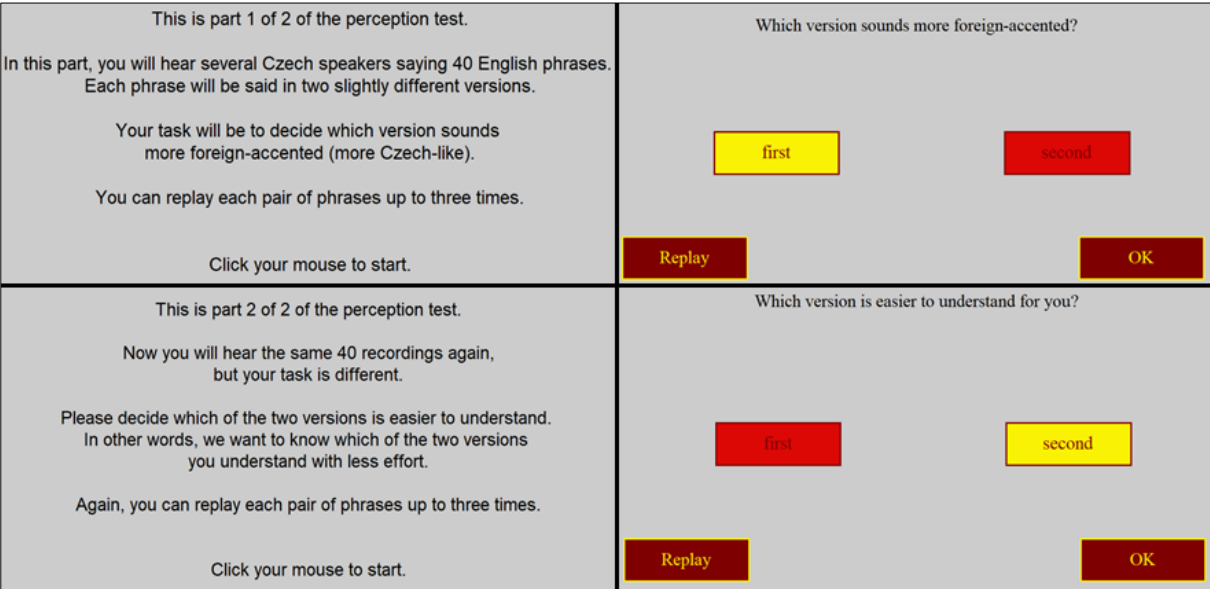 This is part 1 of 2 of the perception test.
In this part, you will hear several Czech speakers saying 40 English phrases.
Each phrase will be said in two slightly different versions.
Your task will be to decide which version sounds
more foreign-accented (more Czech-like).
You can replay each pair of phrases up to three times.
Click your mouse to start.
Which version sounds more foreign-accented?
first
second
Replay
OK
This is part 2 of 2 of the perception test.
Now you will hear the same 40 recordings again,
but your task is different.
Please decide which of the two versions is easier to understand.
In other words, we want to know which of the two versions
you understand with less effort.
Again, you can replay each pair of phrases up to three times.
Click your mouse to start.
Which version is easier to understand for you?
first
second
Replay
OK